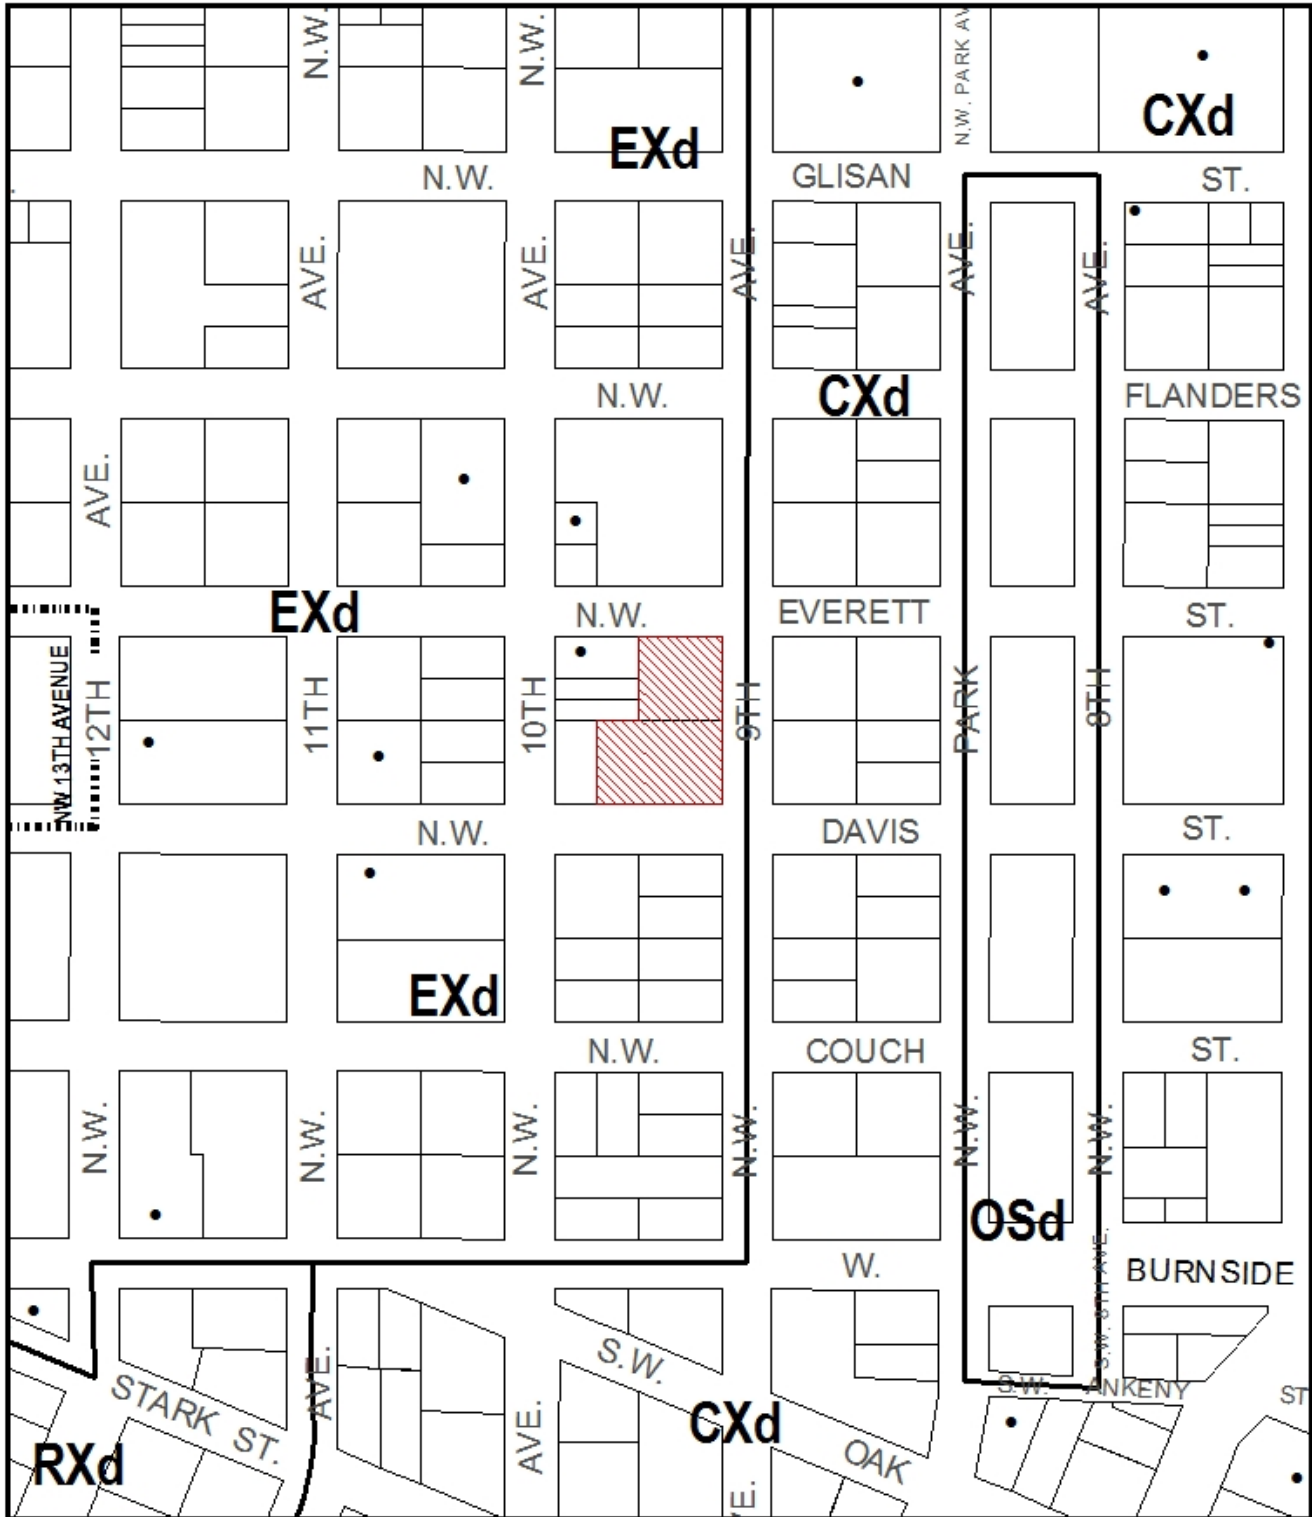 N.W.
N.W.
N.W. PARK AV
CXd
EXd
N.W.
GLISAN
ST.
AVE.
AVE.
AVE.
AVE.
AVE.
N.W.
CXd
FLANDERS
AVE.
EXd
N.W.
EVERETT
ST.
NW 13TH AVENUE
12TH
11TH
10TH
9TH
PARK
8TH
N.W.
DAVIS
ST.
EXd
N.W.
COUCH
ST.
N.W.
N.W.
N.W.
N.W.
N.W.
N.W.
OSd
W.
BURNSIDE
S.W. 8TH AVE.
S.W.
AVE.
STARK ST.
S.W. ANKENY
ST
AVE.
CXd
OAK
RXd
VE.